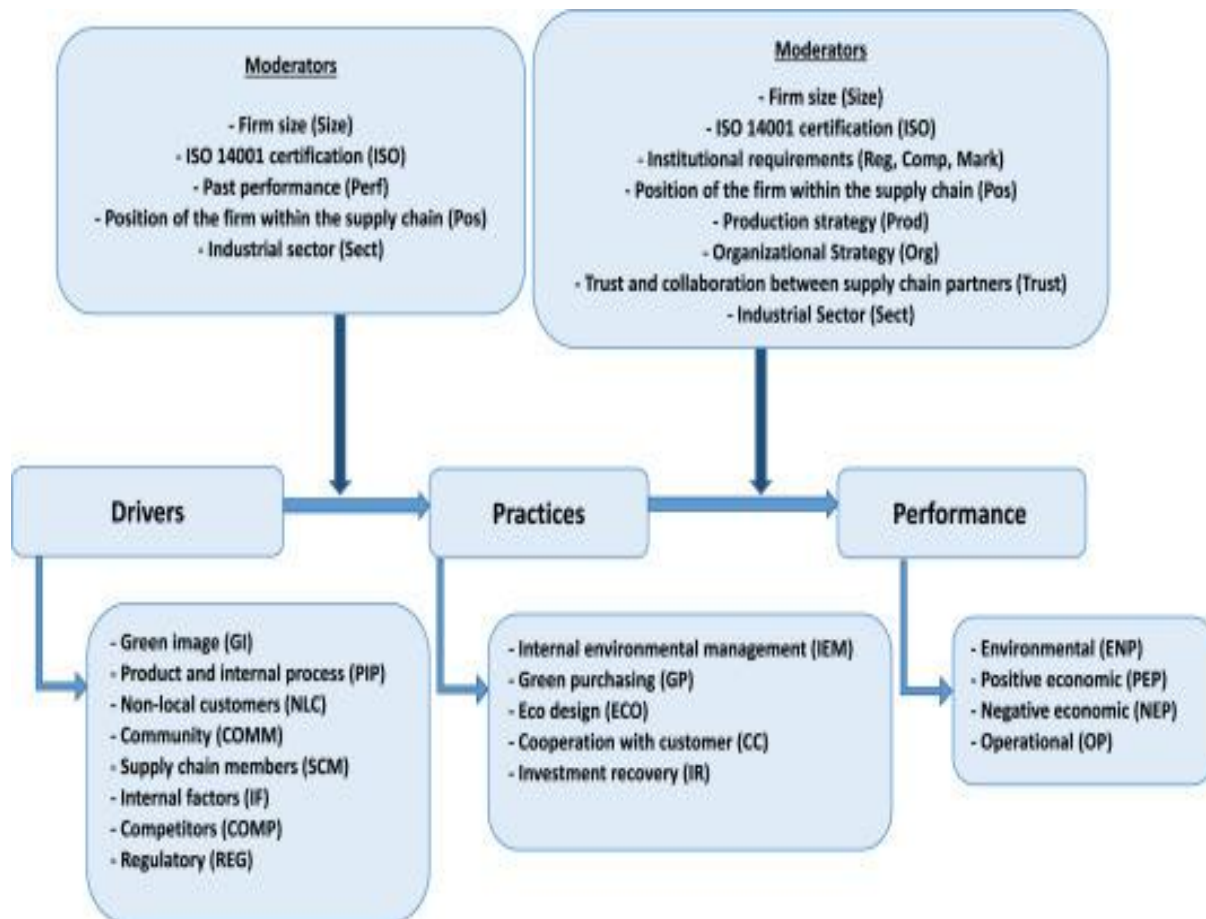 Moderators
- Firm size (Size)
- ISO 14001 certification (ISO)
- Past performance (Perf)
- Position of the firm within the supply chain (Pos)
- Industrial sector (Sect)
Moderators
- Firm size (Size)
- ISO 14001 certification (ISO)
- Institutional requirements (Reg, Comp, Mark)
- Position of the firm within the supply chain (Pos)
- Production strategy (Prod)
- Organizational Strategy (Org)
- Trust and collaboration between supply chain partners (Trust)
- Industrial Sector (Sect)
Drivers
Practices
Performance
- Green image (GI)
- Product and internal process (PIP)
- Non-local customers (NLC)
- Community (COMM)
- Supply chain members (SCM)
- Internal factors (IF)
- Competitors (COMP)
- Regulatory (REG)
- Internal environmental management (IEM)
- Green purchasing (GP)
- Eco design (ECO)
- Cooperation with customer (CC)
- Investment recovery (IR)
- Environmental (ENP)
- Positive economic (PEP)
- Negative economic (NEP)
- Operational (OP)